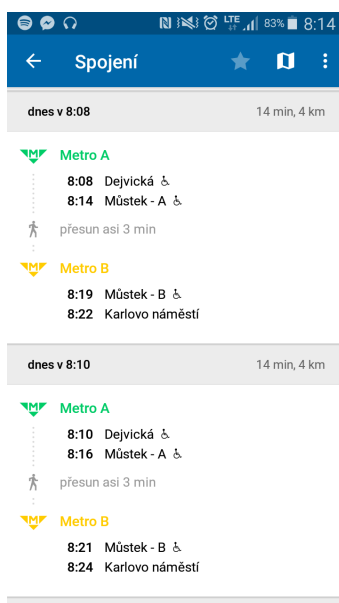 LTE 83% 8:14
Spojení
dnes v 8:08 14 min, 4 km
M Metro A
8:08 Dejvická
8:14 Můstek - A
přesun asi 3 min
M Metro B
8:19 Můstek - B
8:22 Karlovo náměstí
dnes v 8:10 14 min, 4 km
M Metro A
8:10 Dejvická
8:16 Můstek - A
přesun asi 3 min
M Metro B
8:21 Můstek - B
8:24 Karlovo náměstí